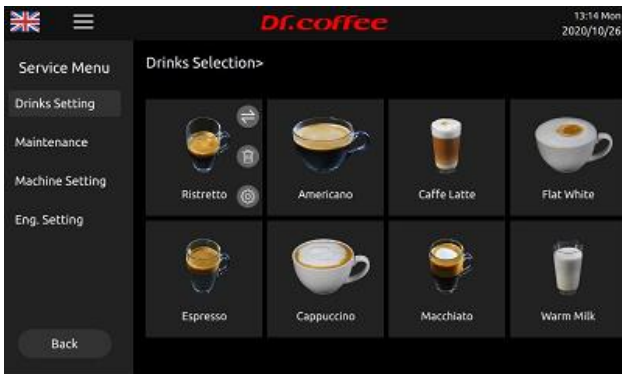 Dr.coffee
13:14 Mon
2020/10/26
Service Menu
Drinks Setting
Maintenance
Machine Setting
Eng. Setting
Back
Drinks Selection>
Ristretto
Americano
Caffe Latte
Flat White
Espresso
Cappuccino
Macchiato
Warm Milk